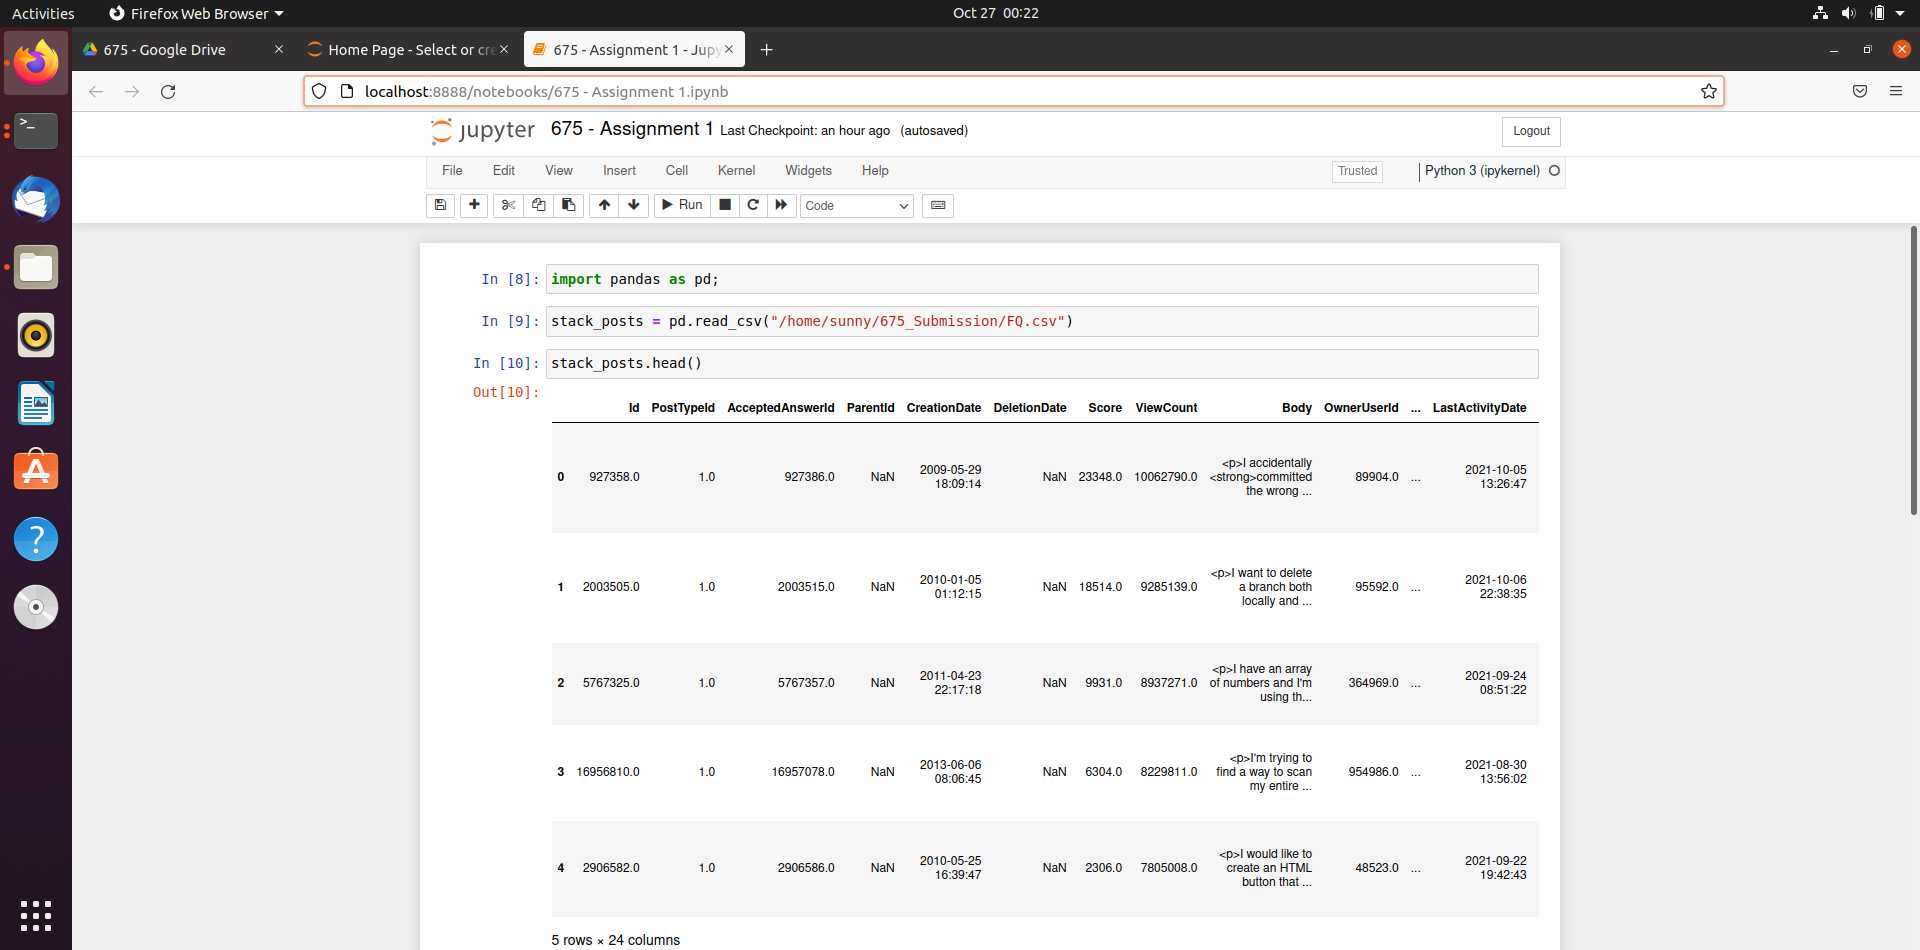 Activities Firefox Web Browser Oct 27 00:22
675 - Google Drive Home Page - Select or cre 675 - Assignment 1 - Jupy
localhost:8888/notebooks/675 - Assignment 1.ipynb
jupyter 675 - Assignment 1 Last Checkpoint: an hour ago (autosaved) Logout
File Edit View Insert Cell Kernel Widgets Help Trusted Python 3 (ipykernel)
Run Code
In [8]: import pandas as pd;
In [9]: stack_posts = pd.read_csv("/home/sunny/675_Submission/FQ.csv")
In [10]: stack_posts.head()
Out[10]:
Id PostTypeId AcceptedAnswerId ParentId CreationDate DeletionDate Score ViewCount Body OwnerUserId ... LastActivityDate
0 927358.0 1.0 927386.0 NaN 2009-05-29 18:09:14 NaN 23348.0 10062790.0 <p>I accidentally <strong>committed the wrong ... 89904.0 ... 2021-10-05 13:26:47
1 2003505.0 1.0 2003515.0 NaN 2010-01-05 01:12:15 NaN 18514.0 9285139.0 <p>I want to delete a branch both locally and ... 95592.0 ... 2021-10-06 22:38:35
2 5767325.0 1.0 5767357.0 NaN 2011-04-23 22:17:18 NaN 9931.0 8937271.0 <p>I have an array of numbers and I'm using th... 364969.0 ... 2021-09-24 08:51:22
3 16956810.0 1.0 16957078.0 NaN 2013-06-06 08:06:45 NaN 6304.0 8229811.0 <p>I'm trying to find a way to scan my entire ... 954986.0 ... 2021-08-30 13:56:02
4 2906582.0 1.0 2906586.0 NaN 2010-05-25 16:39:47 NaN 2306.0 7805008.0 <p>I would like to create an HTML button that ... 48523.0 ... 2021-09-22 19:42:43
5 rows × 24 columns